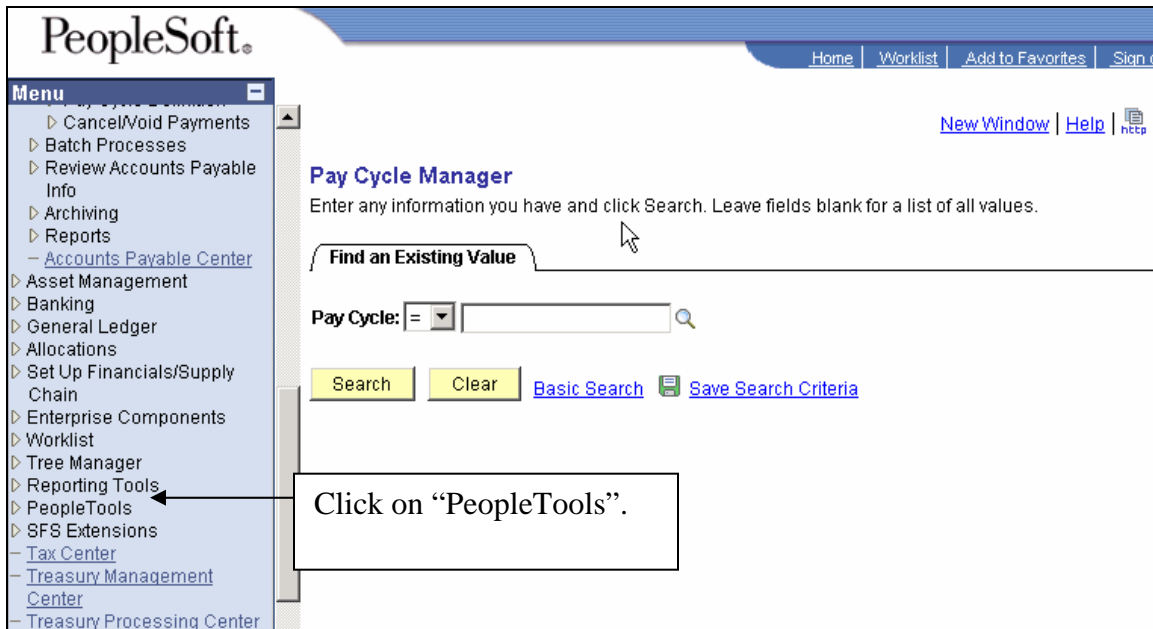 PeopleSoft®
Home | Worklist | Add to Favorites | Sign
Menu
Cancel/Void Payments
Batch Processes
Review Accounts Payable
Info
Archiving
Reports
Accounts Payable Center
Asset Management
Banking
General Ledger
Allocations
Set Up Financials/Supply
Chain
Enterprise Components
Worklist
Tree Manager
Reporting Tools
PeopleTools
SFS Extensions
Tax Center
Treasury Management
Center
Treasury Processing Center
New Window | Help | http
Pay Cycle Manager
Enter any information you have and click Search. Leave fields blank for a list of all values.
Find an Existing Value
Pay Cycle: =
Search Clear Basic Search Save Search Criteria
Click on “PeopleTools”.